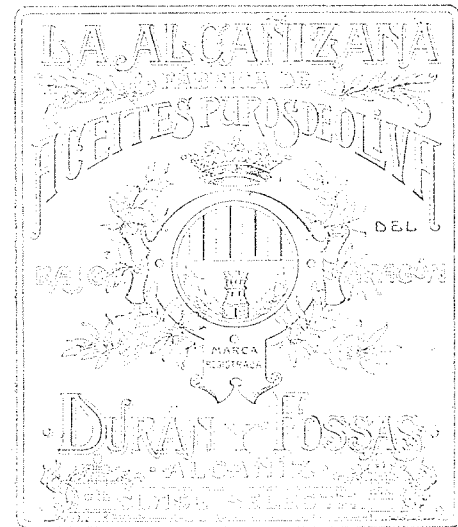 LA ALCAÑIZANA
FÁBRICA DE
ACEITES PUROS DE OLIVA
DEL
BAJO ARAGÓN
MARCA
REGISTRADA
DURÁN Y FOSSAS
ALCAÑIZ